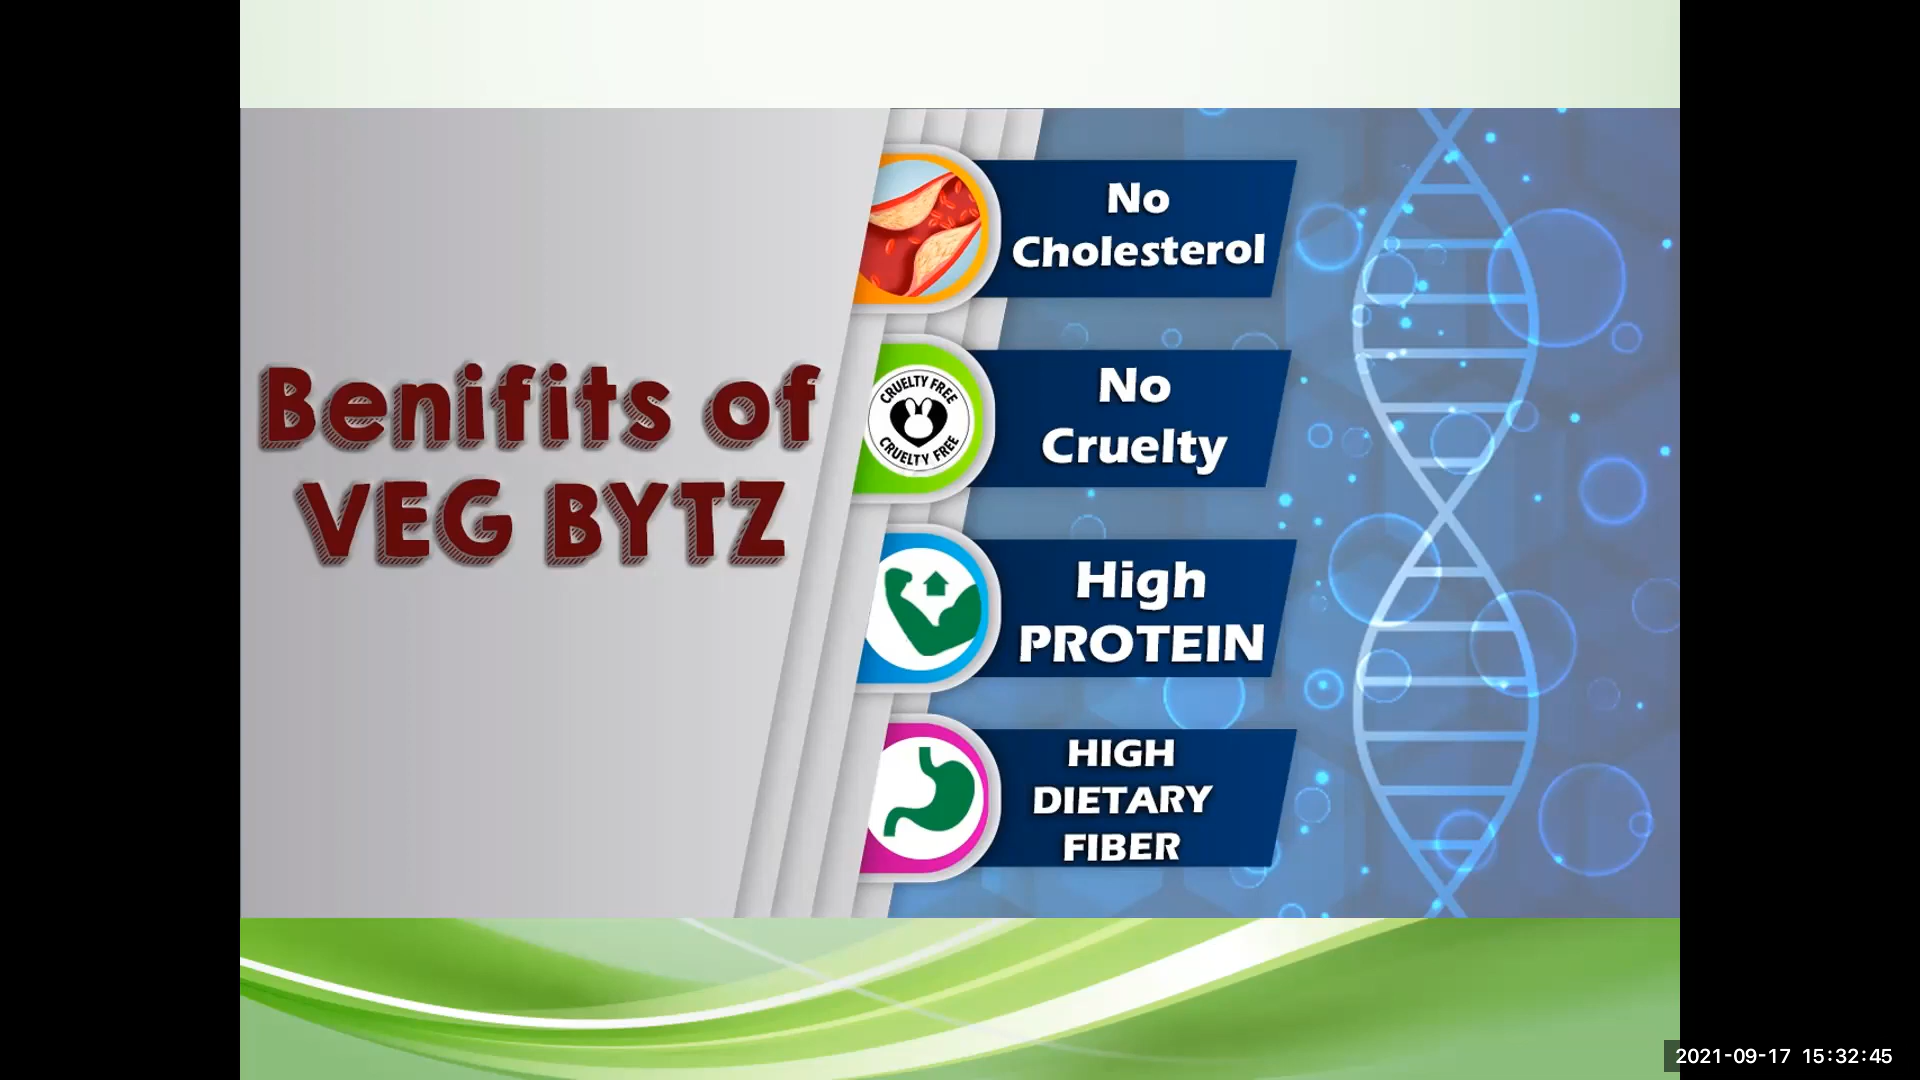 Benifits of
VEG BYTZ
No
Cholesterol
CRUELTY FREE
CRUELTY FREE
No
Cruelty
High
PROTEIN
HIGH
DIETARY
FIBER
2021-09-17 15:32:45